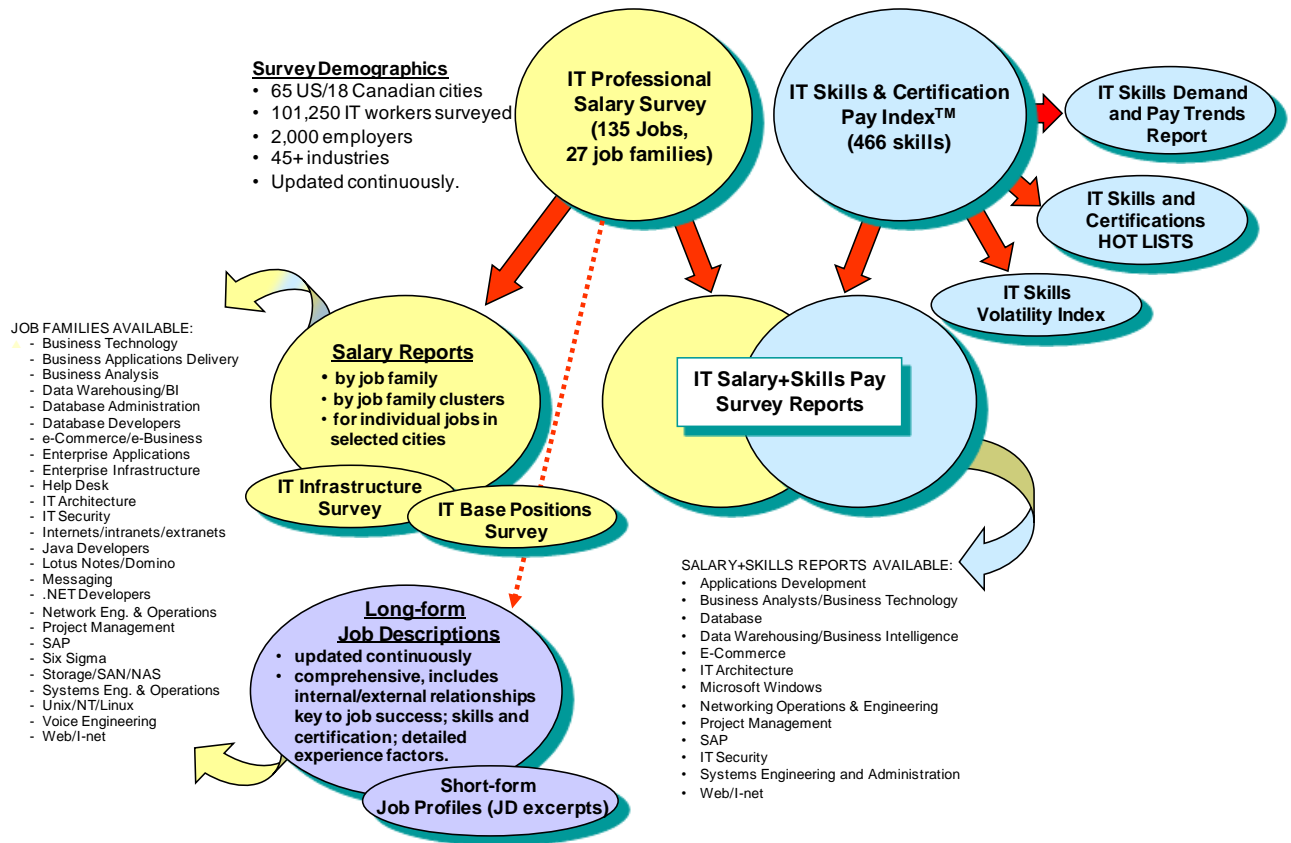 Survey Demographics
• 65 US/18 Canadian cities
• 101,250 IT workers surveyed
• 2,000 employers
• 45+ industries
• Updated continuously.
IT Professional
Salary Survey
(135 Jobs,
27 job families)
IT Skills & Certification
Pay Index™
(466 skills)
IT Skills Demand
and Pay Trends
Report
IT Skills and
Certifications
HOT LISTS
IT Skills
Volatility Index
JOB FAMILIES AVAILABLE:
- Business Technology
- Business Applications Delivery
- Business Analysis
- Data Warehousing/BI
- Database Administration
- Database Developers
- e-Commerce/e-Business
- Enterprise Applications
- Enterprise Infrastructure
- Help Desk
- IT Architecture
- IT Security
- Internets/intranets/extranets
- Java Developers
- Lotus Notes/Domino
- Messaging
- .NET Developers
- Network Eng. & Operations
- Project Management
- SAP
- Six Sigma
- Storage/SAN/NAS
- Systems Eng. & Operations
- Unix/NT/Linux
- Voice Engineering
- Web/I-net
Salary Reports
• by job family
• by job family clusters
• for individual jobs in
selected cities
IT Infrastructure
Survey
IT Base Positions
Survey
IT Salary+Skills Pay
Survey Reports
Long-form
Job Descriptions
• updated continuously
• comprehensive, includes
internal/external relationships
key to job success; skills and
certification; detailed
experience factors.
Short-form
Job Profiles (JD excerpts)
SALARY+SKILLS REPORTS AVAILABLE:
• Applications Development
• Business Analysts/Business Technology
• Database
• Data Warehousing/Business Intelligence
• E-Commerce
• IT Architecture
• Microsoft Windows
• Networking Operations & Engineering
• Project Management
• SAP
• IT Security
• Systems Engineering and Administration
• Web/I-net